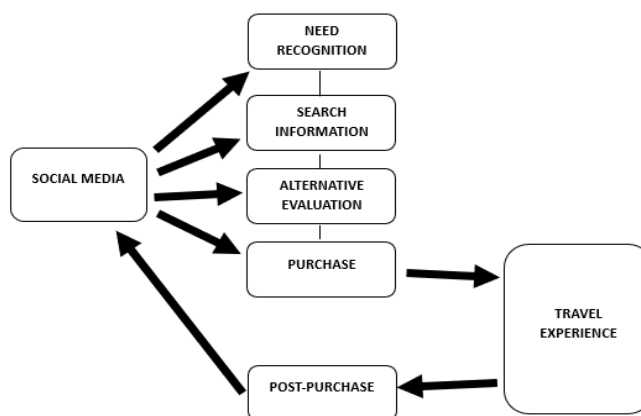 NEED
RECOGNITION
SEARCH
INFORMATION
SOCIAL MEDIA
ALTERNATIVE
EVALUATION
PURCHASE
TRAVEL
EXPERIENCE
POST-PURCHASE